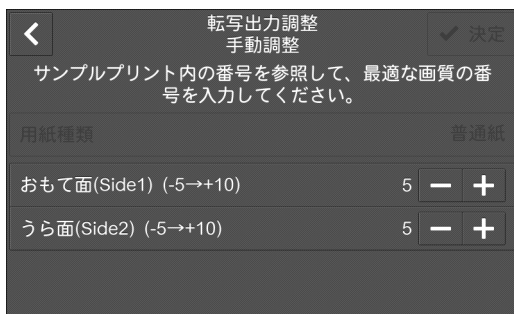 転写出力調整
手動調整
決定
サンプルプリント内の番号を参照して、最適な画質の番
号を入力してください。
用紙種類 普通紙
おもて面(Side1) (-5→+10) 5
うら面(Side2) (-5→+10) 5